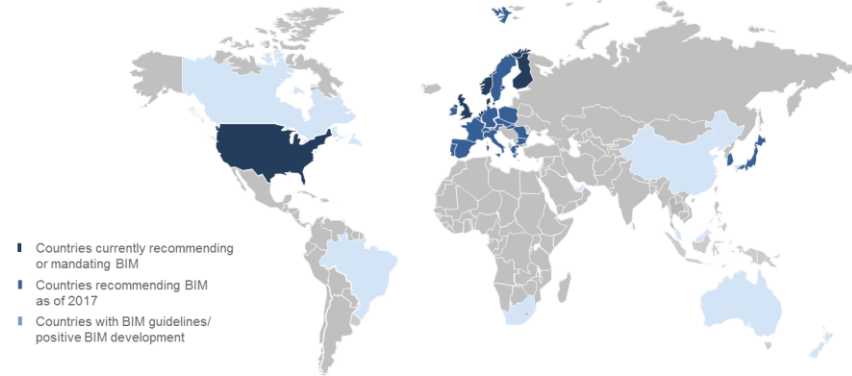 Countries currently recommending
or mandating BIM
Countries recommending BIM
as of 2017
Countries with BIM guidelines/
positive BIM development